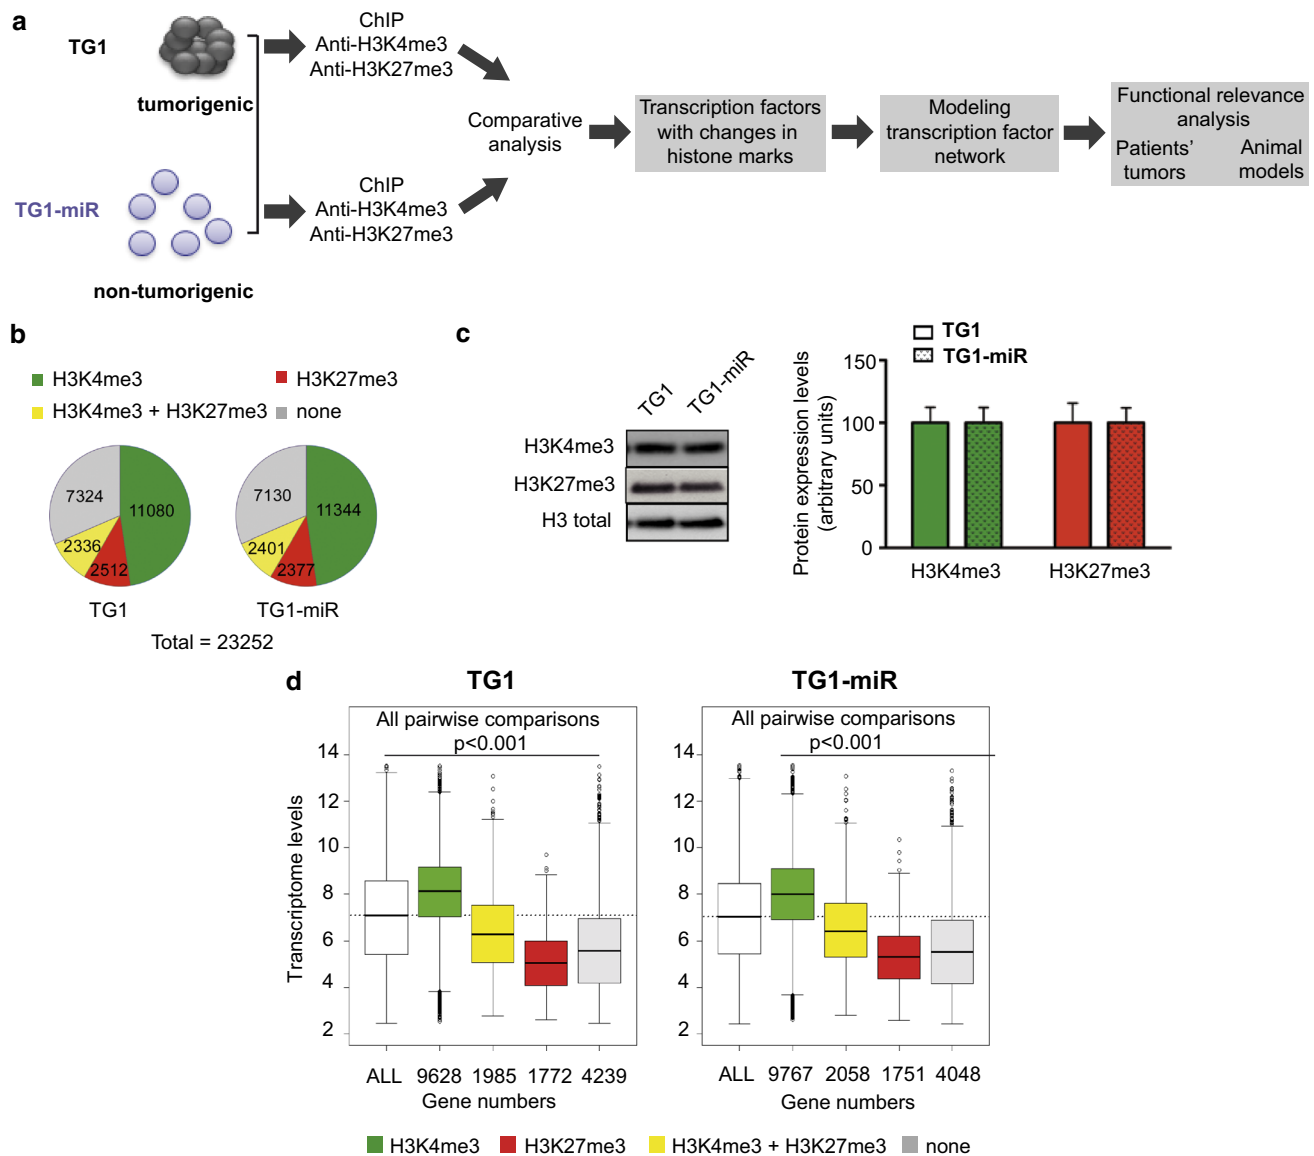 a
TG1
tumorigenic
TG1-miR
non-tumorigenic
ChIP
Anti-H3K4me3
Anti-H3K27me3
ChIP
Anti-H3K4me3
Anti-H3K27me3
Comparative
analysis
Transcription factors
with changes in
histone marks
Modeling
transcription factor
network
Functional relevance
analysis
Patients'
tumors
Animal
models
b
H3K4me3
H3K27me3
H3K4me3 + H3K27me3
none
7324
11080
2336
2512
TG1
7130
11344
2401
2377
TG1-miR
Total = 23252
c
TG1
TG1-miR
H3K4me3
H3K27me3
H3 total
TG1
TG1-miR
Protein expression levels
(arbitrary units)
150
100
50
0
H3K4me3
H3K27me3
d
TG1
All pairwise comparisons
p<0.001
Transcriptome levels
14
12
10
8
6
4
2
ALL 9628 1985 1772 4239
Gene numbers
TG1-miR
All pairwise comparisons
p<0.001
14
12
10
8
6
4
2
ALL 9767 2058 1751 4048
Gene numbers
H3K4me3 H3K27me3 H3K4me3 + H3K27me3 none